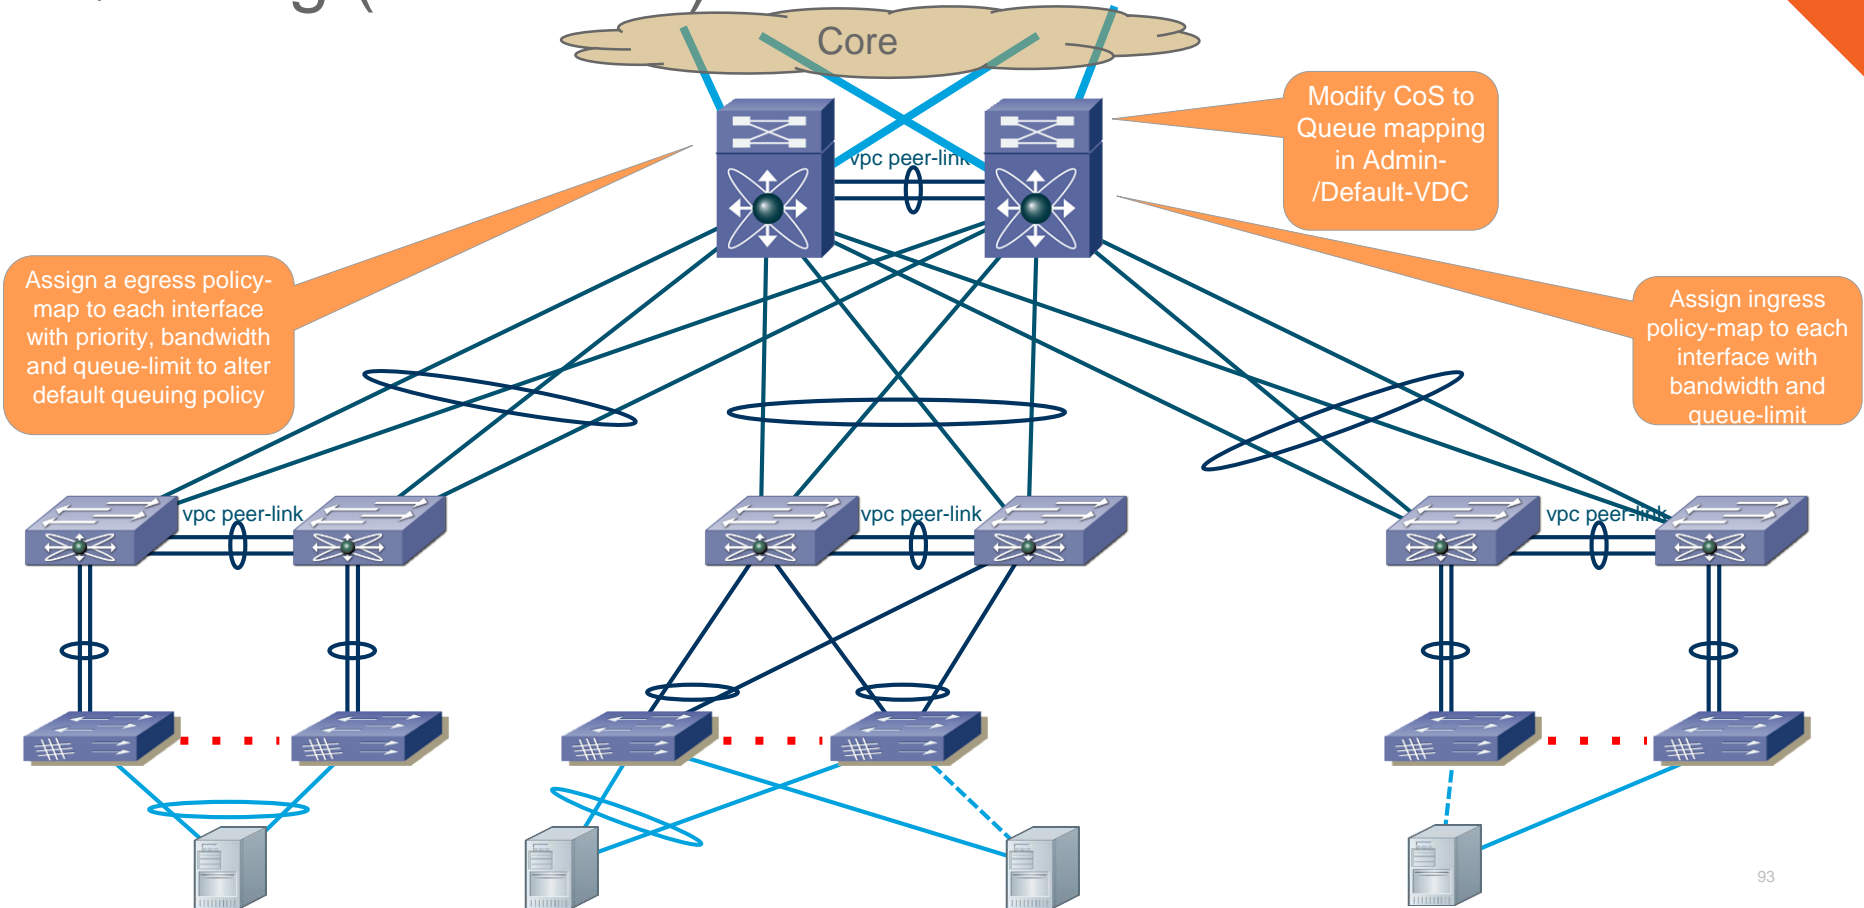 Core
Modify CoS to
Queue mapping
in Admin-
/Default-VDC
vpc peer-link
Assign a egress policy-
map to each interface
with priority, bandwidth
and queue-limit to alter
default queuing policy
Assign ingress
policy-map to each
interface with
bandwidth and
queue-limit
vpc peer-link
vpc peer-link
vpc peer-link
93